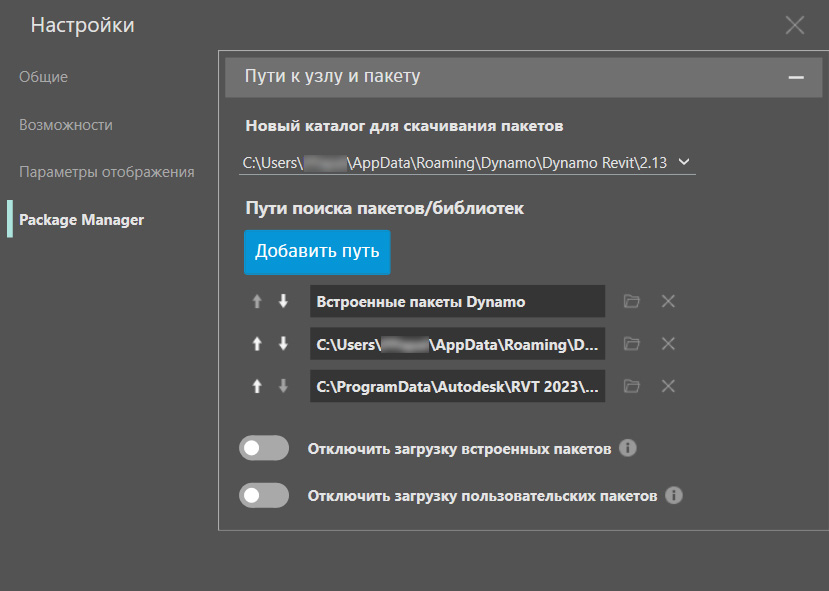 Настройки
Общие
Возможности
Параметры отображения
Package Manager
Пути к узлу и пакету
Новый каталог для скачивания пакетов
C:\Users\ \AppData\Roaming\Dynamo\Dynamo Revit\2.13
Пути поиска пакетов/библиотек
Добавить путь
Встроенные пакеты Dynamo
C:\Users\ \AppData\Roaming\D...
C:\ProgramData\Autodesk\RVT 2023\...
Отключить загрузку встроенных пакетов
Отключить загрузку пользовательских пакетов